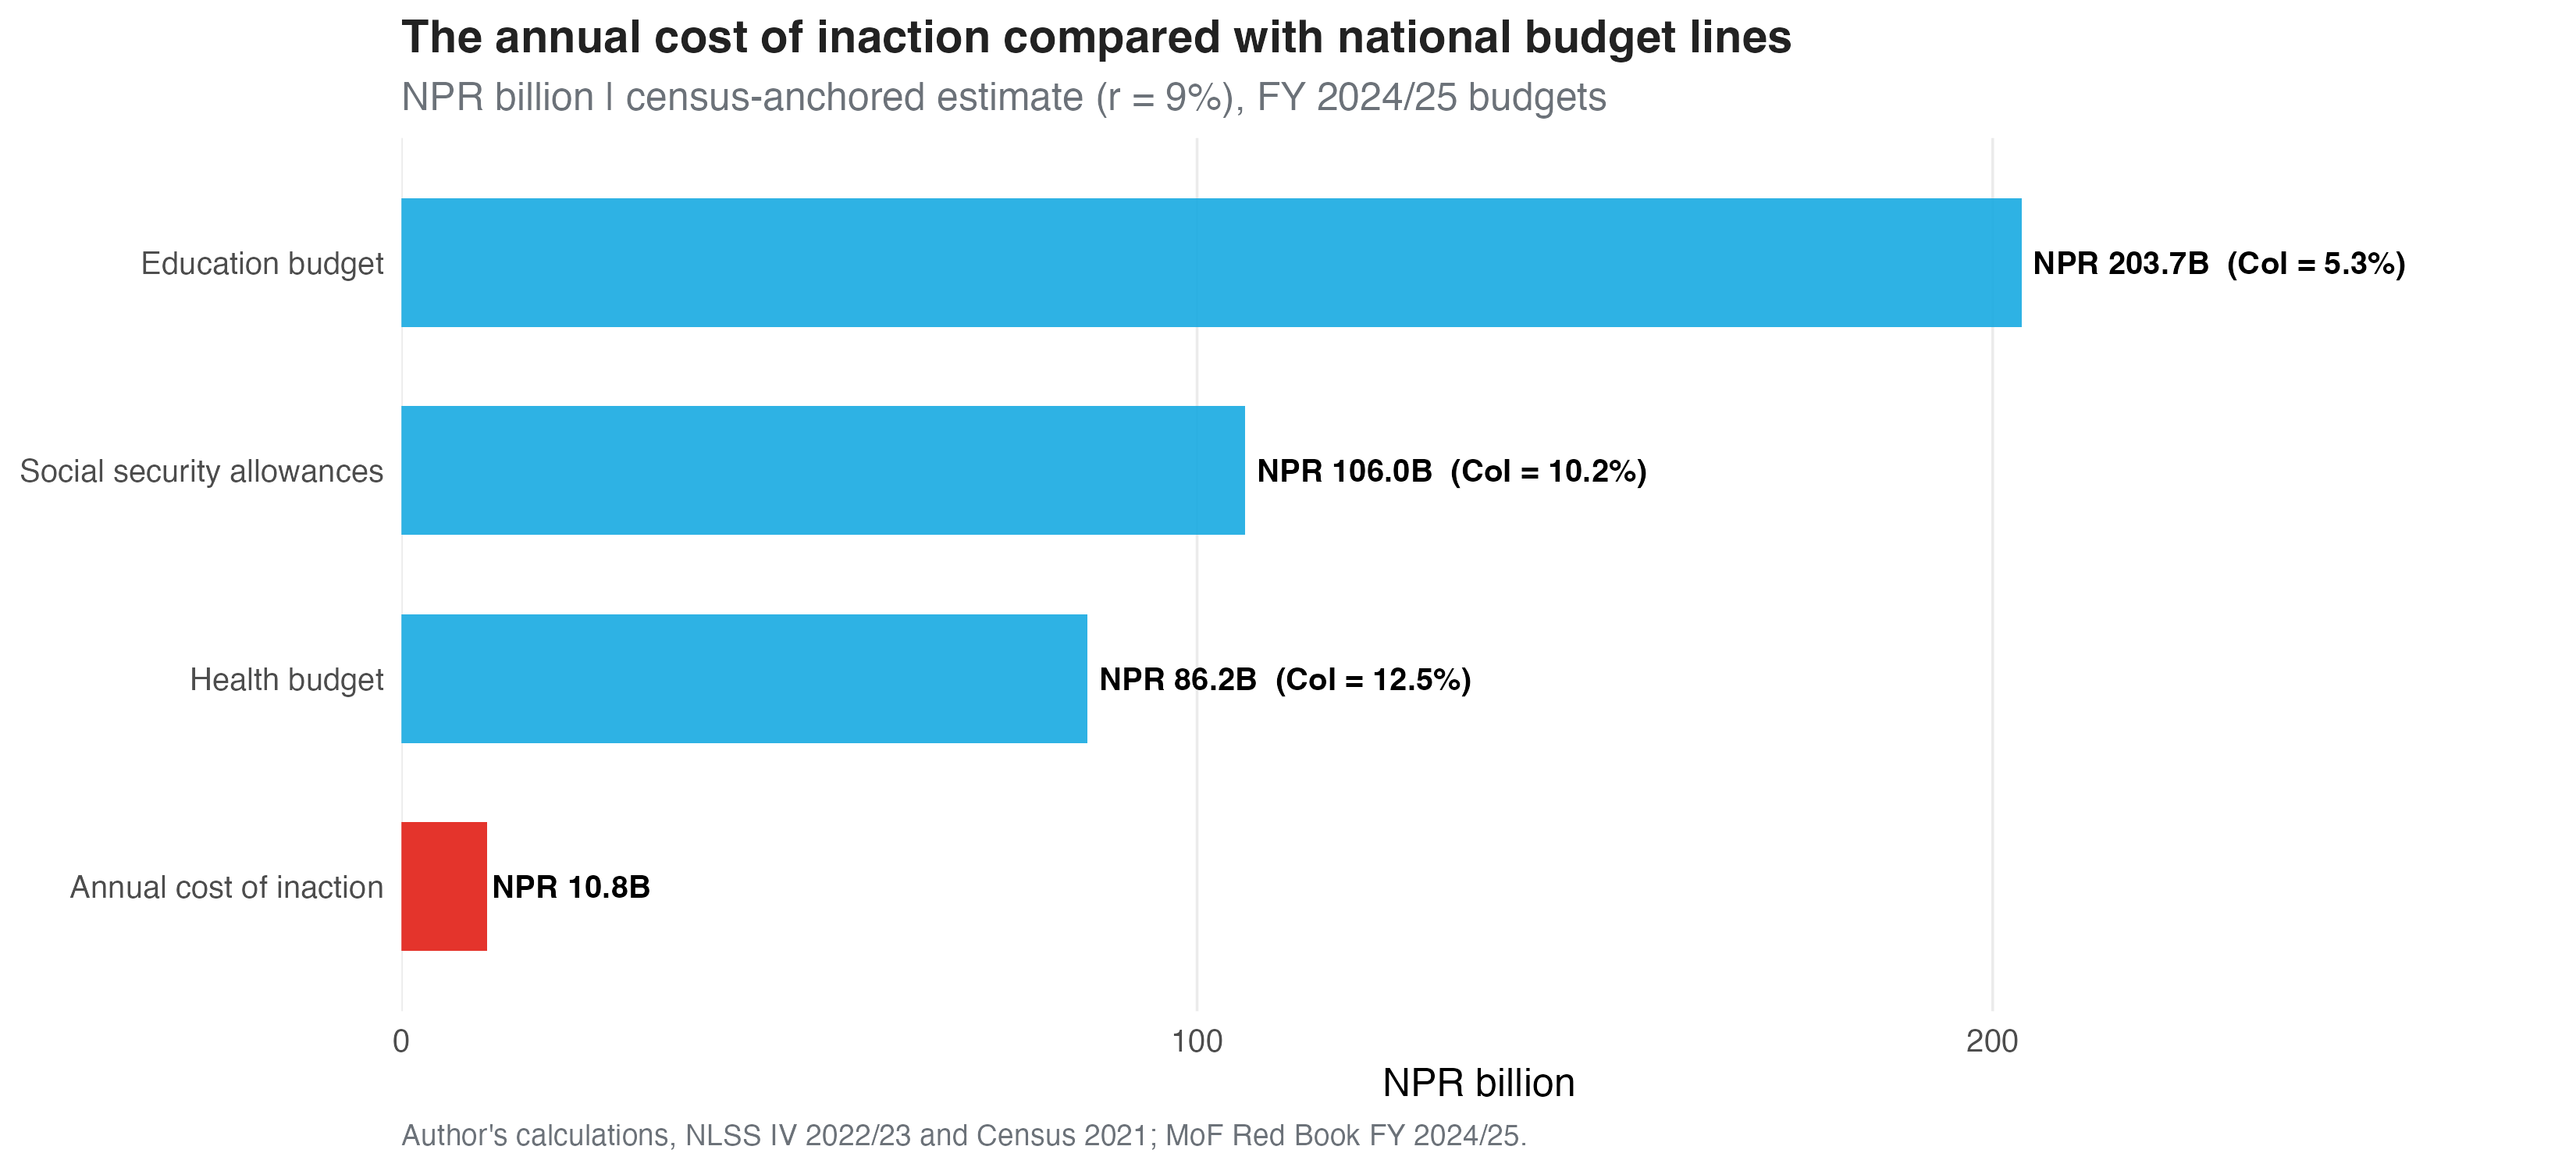 The annual cost of inaction compared with national budget lines
NPR billion | census-anchored estimate (r = 9%), FY 2024/25 budgets
Education budget
NPR 203.7B (CoI = 5.3%)
Social security allowances
NPR 106.0B (CoI = 10.2%)
Health budget
NPR 86.2B (CoI = 12.5%)
Annual cost of inaction
NPR 10.8B
0 100 200
NPR billion
Author's calculations, NLSS IV 2022/23 and Census 2021; MoF Red Book FY 2024/25.